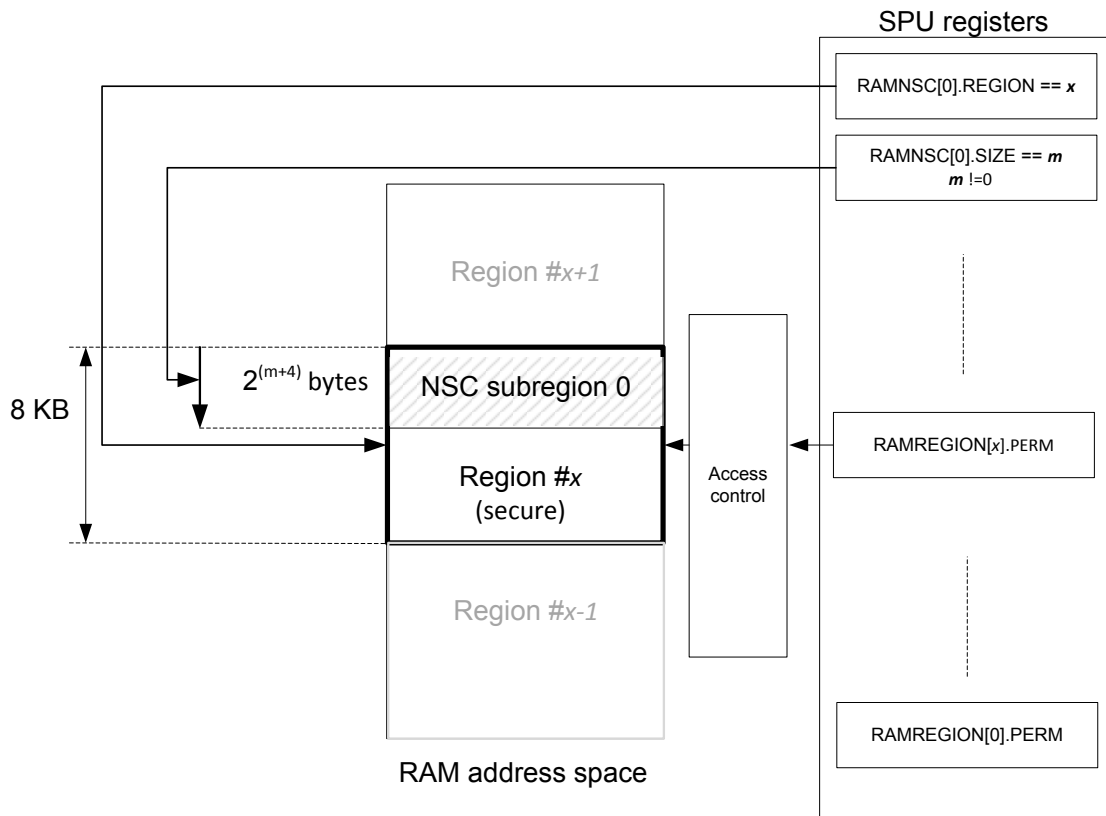 SPU registers
RAMNSC[0].REGION == x
RAMNSC[0].SIZE == m
m !=0
Region #x+1
8 KB
2^(m+4) bytes
NSC subregion 0
Region #x
(secure)
Access
control
RAMREGION[x].PERM
Region #x-1
RAMREGION[0].PERM
RAM address space